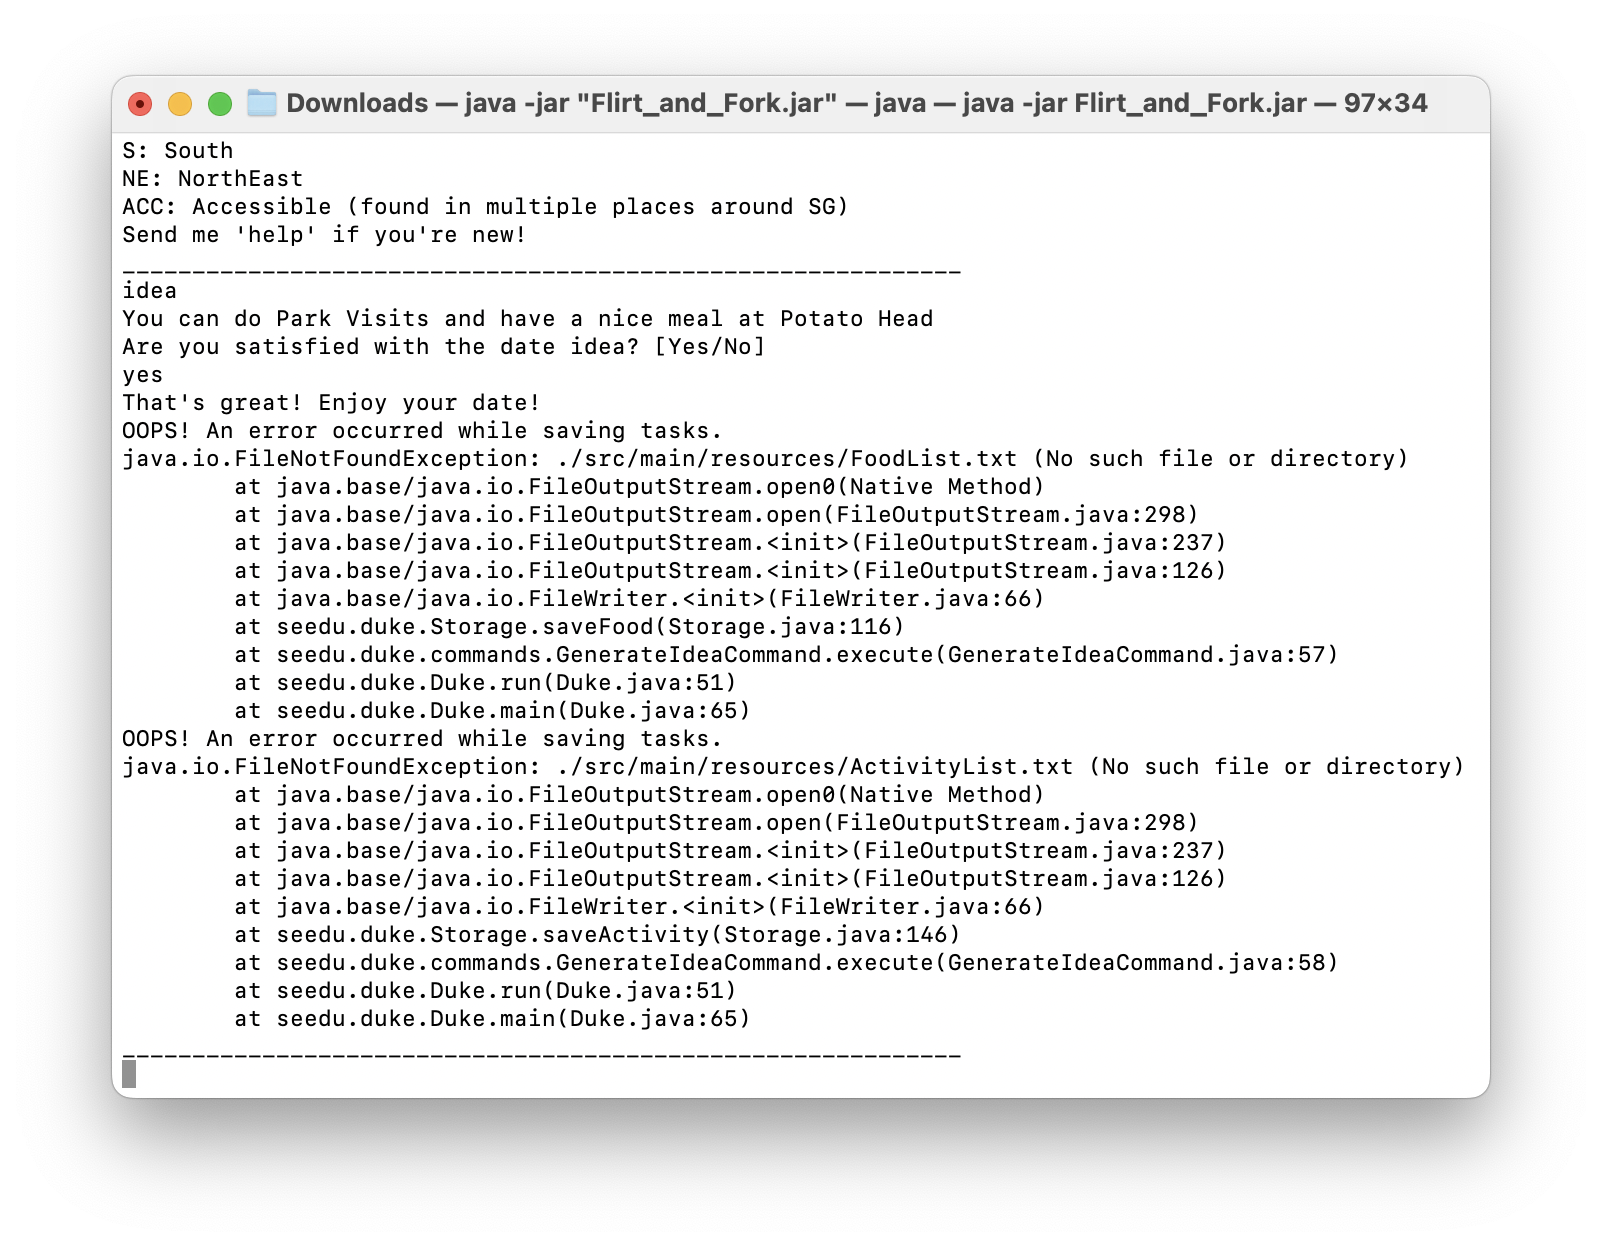 Downloads — java -jar "Flirt_and_Fork.jar" — java — java -jar Flirt_and_Fork.jar — 97×34
S: South
NE: NorthEast
ACC: Accessible (found in multiple places around SG)
Send me 'help' if you're new!
____________________________________________________________
idea
You can do Park Visits and have a nice meal at Potato Head
Are you satisfied with the date idea? [Yes/No]
yes
That's great! Enjoy your date!
OOPS! An error occurred while saving tasks.
java.io.FileNotFoundException: ./src/main/resources/FoodList.txt (No such file or directory)
        at java.base/java.io.FileOutputStream.open0(Native Method)
        at java.base/java.io.FileOutputStream.open(FileOutputStream.java:298)
        at java.base/java.io.FileOutputStream.<init>(FileOutputStream.java:237)
        at java.base/java.io.FileOutputStream.<init>(FileOutputStream.java:126)
        at java.base/java.io.FileWriter.<init>(FileWriter.java:66)
        at seedu.duke.Storage.saveFood(Storage.java:116)
        at seedu.duke.commands.GenerateIdeaCommand.execute(GenerateIdeaCommand.java:57)
        at seedu.duke.Duke.run(Duke.java:51)
        at seedu.duke.Duke.main(Duke.java:65)
OOPS! An error occurred while saving tasks.
java.io.FileNotFoundException: ./src/main/resources/ActivityList.txt (No such file or directory)
        at java.base/java.io.FileOutputStream.open0(Native Method)
        at java.base/java.io.FileOutputStream.open(FileOutputStream.java:298)
        at java.base/java.io.FileOutputStream.<init>(FileOutputStream.java:237)
        at java.base/java.io.FileOutputStream.<init>(FileOutputStream.java:126)
        at java.base/java.io.FileWriter.<init>(FileWriter.java:66)
        at seedu.duke.Storage.saveActivity(Storage.java:146)
        at seedu.duke.commands.GenerateIdeaCommand.execute(GenerateIdeaCommand.java:58)
        at seedu.duke.Duke.run(Duke.java:51)
        at seedu.duke.Duke.main(Duke.java:65)
____________________________________________________________